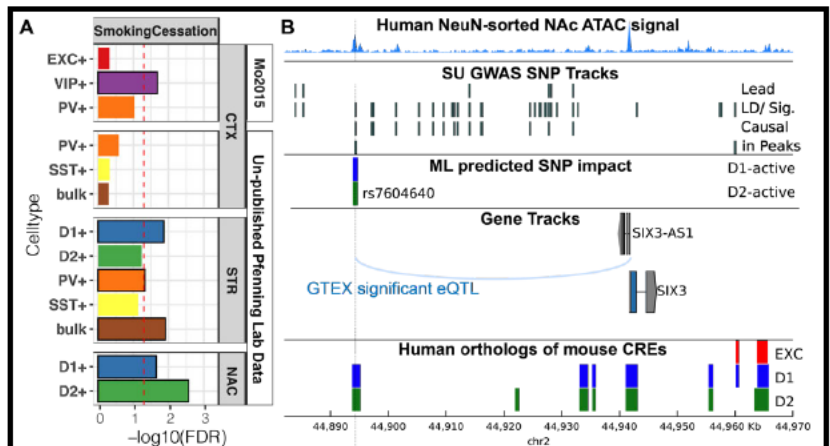 A
SmokingCessation
EXC+
VIP+
PV+
PV+
SST+
bulk
D1+
D2+
PV+
SST+
bulk
D1+
D2+
Celltype
CTX
STR
NAC
Mo2015
Un-published Pfenning Lab Data
0 1 2 3
−log10(FDR)
B
Human NeuN-sorted NAc ATAC signal
SU GWAS SNP Tracks
Lead
LD/ Sig.
Causal
in Peaks
ML predicted SNP impact
D1-active
D2-active
rs7604640
Gene Tracks
SIX3-AS1
GTEX significant eQTL
SIX3
Human orthologs of mouse CREs
EXC
D1
D2
44,890 44,900 44,910 44,920 44,930 44,940 44,950 44,960 Kb 44,970
chr2